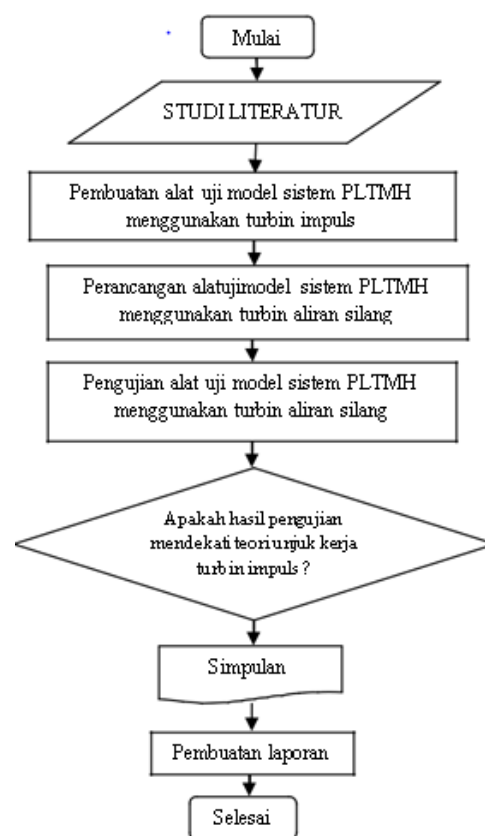 Mulai
STUDI LITERATUR
Pembuatan alat uji model sistem PLTMH
menggunakan turbin impuls
Perancangan alatujimodel sistem PLTMH
menggunakan turbin aliran silang
Pengujian alat uji model sistem PLTMH
menggunakan turbin aliran silang
Apakah hasil pengujian
mendekati teori unjuk kerja
turbin impuls ?
Simpulan
Pembuatan laporan
Selesai